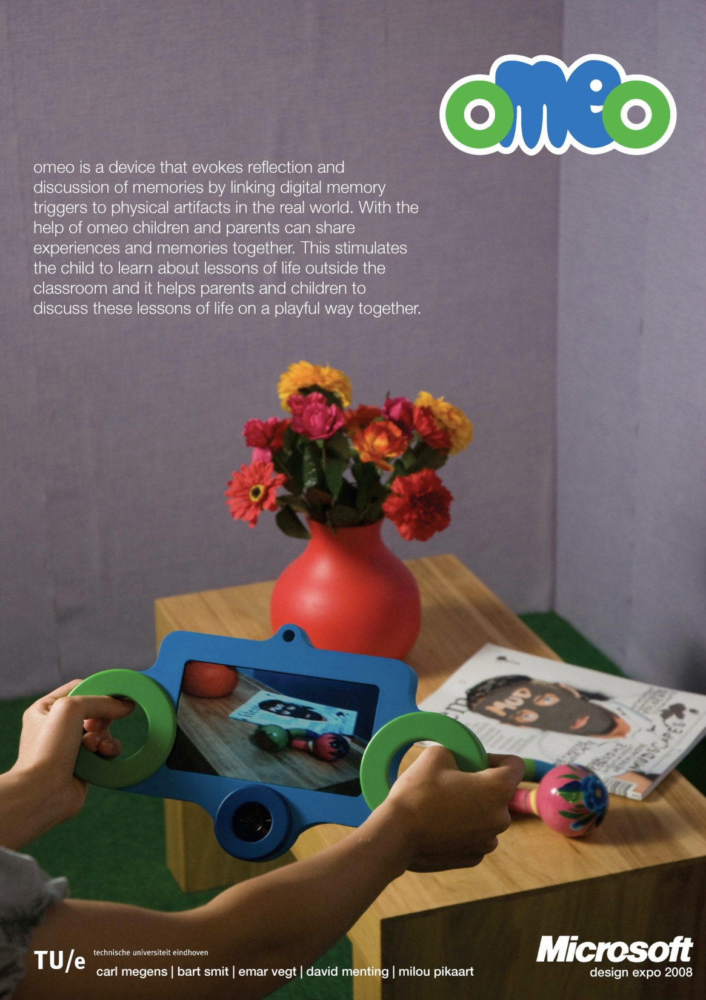 omeo
omeo is a device that evokes reflection and
discussion of memories by linking digital memory
triggers to physical artifacts in the real world. With the
help of omeo children and parents can share
experiences and memories together. This stimulates
the child to learn about lessons of life outside the
classroom and it helps parents and children to
discuss these lessons of life on a playful way together.
MUD
MUDSCAPES
TU/e technische universiteit eindhoven
carl megens | bart smit | emar vegt | david menting | milou pikaart
Microsoft
design expo 2008